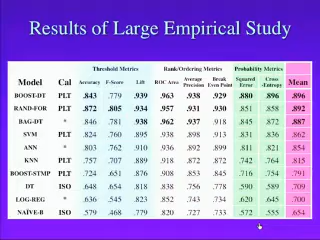 Results of Large Empirical Study
Threshold Metrics Rank/Ordering Metrics Probability Metrics
Model Cal Accuracy F-Score Lift ROC Area Average Precision Break Even Point Squared Error Cross-Entropy Mean
BOOST-DT PLT .843 .779 .939 .963 .938 .929 .880 .896 .896
RAND-FOR PLT .872 .805 .934 .957 .931 .930 .851 .858 .892
BAG-DT * .846 .781 .938 .962 .937 .918 .845 .872 .887
SVM PLT .824 .760 .895 .938 .898 .913 .831 .836 .862
ANN * .803 .762 .910 .936 .892 .899 .811 .821 .854
KNN PLT .757 .707 .889 .918 .872 .872 .742 .764 .815
BOOST-STMP PLT .724 .651 .876 .908 .853 .845 .716 .754 .791
DT ISO .648 .654 .818 .838 .756 .778 .590 .589 .709
LOG-REG * .636 .545 .823 .852 .743 .734 .620 .645 .700
NAÏVE-B ISO .579 .468 .779 .820 .727 .733 .572 .555 .654